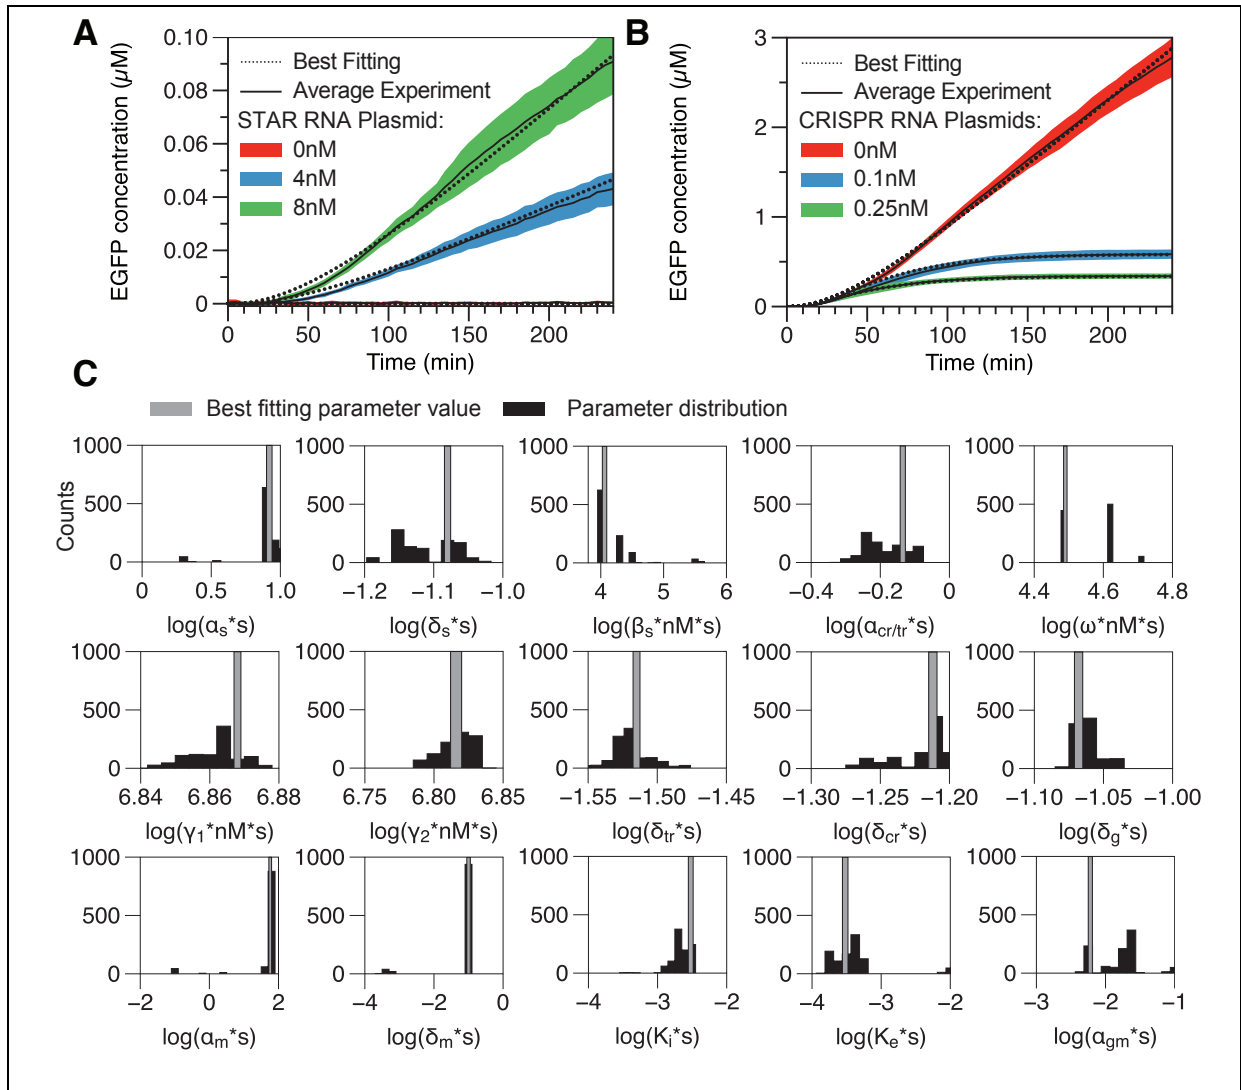 A
EGFP concentration (µM)
0.10
0.08
0.06
0.04
0.02
0
Best Fitting
Average Experiment
STAR RNA Plasmid:
0nM
4nM
8nM
0 50 100 150 200
Time (min)
B
EGFP concentration (µM)
3
2
1
0
Best Fitting
Average Experiment
CRISPR RNA Plasmids:
0nM
0.1nM
0.25nM
0 50 100 150 200
Time (min)
C
Best fitting parameter value Parameter distribution
Counts
1000 1000 1000 1000 1000
500 500 500 500 500
0 0 0 0 0
0 0.5 1.0 −1.2 −1.1 −1.0 4 5 6 −0.4 −0.2 0 4.4 4.6 4.8
log(αs*s) log(δs*s) log(βs*nM*s) log(αcr/tr*s) log(ω*nM*s)
1000 1000 1000 1000 1000
500 500 500 500 500
0 0 0 0 0
6.84 6.86 6.88 6.75 6.80 6.85 −1.55 −1.50 −1.45 −1.30 −1.25 −1.20 −1.10 −1.05 −1.00
log(γ1*nM*s) log(γ2*nM*s) log(δtr*s) log(δcr*s) log(δg*s)
1000 1000 1000 1000 1000
500 500 500 500 500
0 0 0 0 0
−2 0 2 −4 −2 0 −4 −3 −2 −4 −3 −2 −3 −2 −1
log(αm*s) log(δm*s) log(Ki*s) log(Ke*s) log(αgm*s)